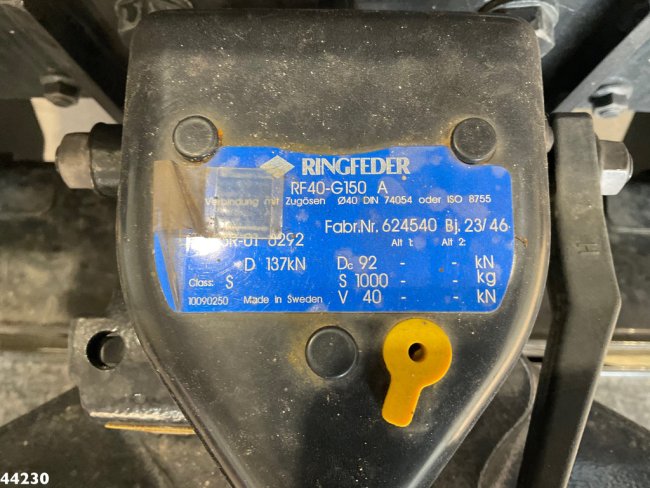 RINGFEDER
RF40-G150 A
Verbindung mit Zugösen Ø40 DIN 74054 oder ISO 8755
Fabr.Nr. 624540 Bj. 23/46
Alt 1: Alt 2:
D 137kN Dc 92 - - kN
Class: S S 1000 - - kg
10090250 Made in Sweden V 40 - - kN
44230